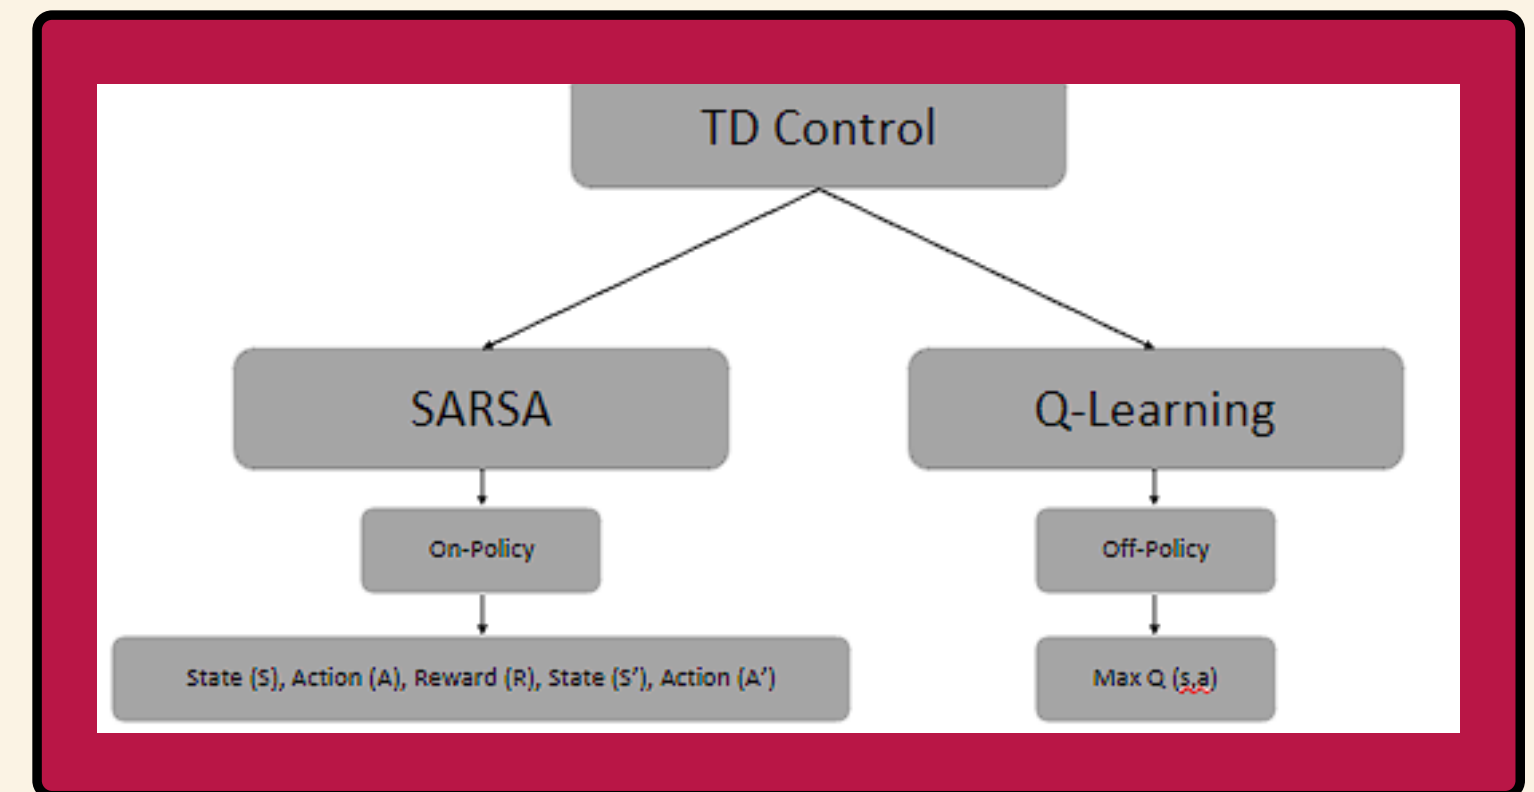 TD Control
SARSA
Q-Learning
On-Policy
Off-Policy
State (S), Action (A), Reward (R), State (S’), Action (A’)
Max Q (s,a)